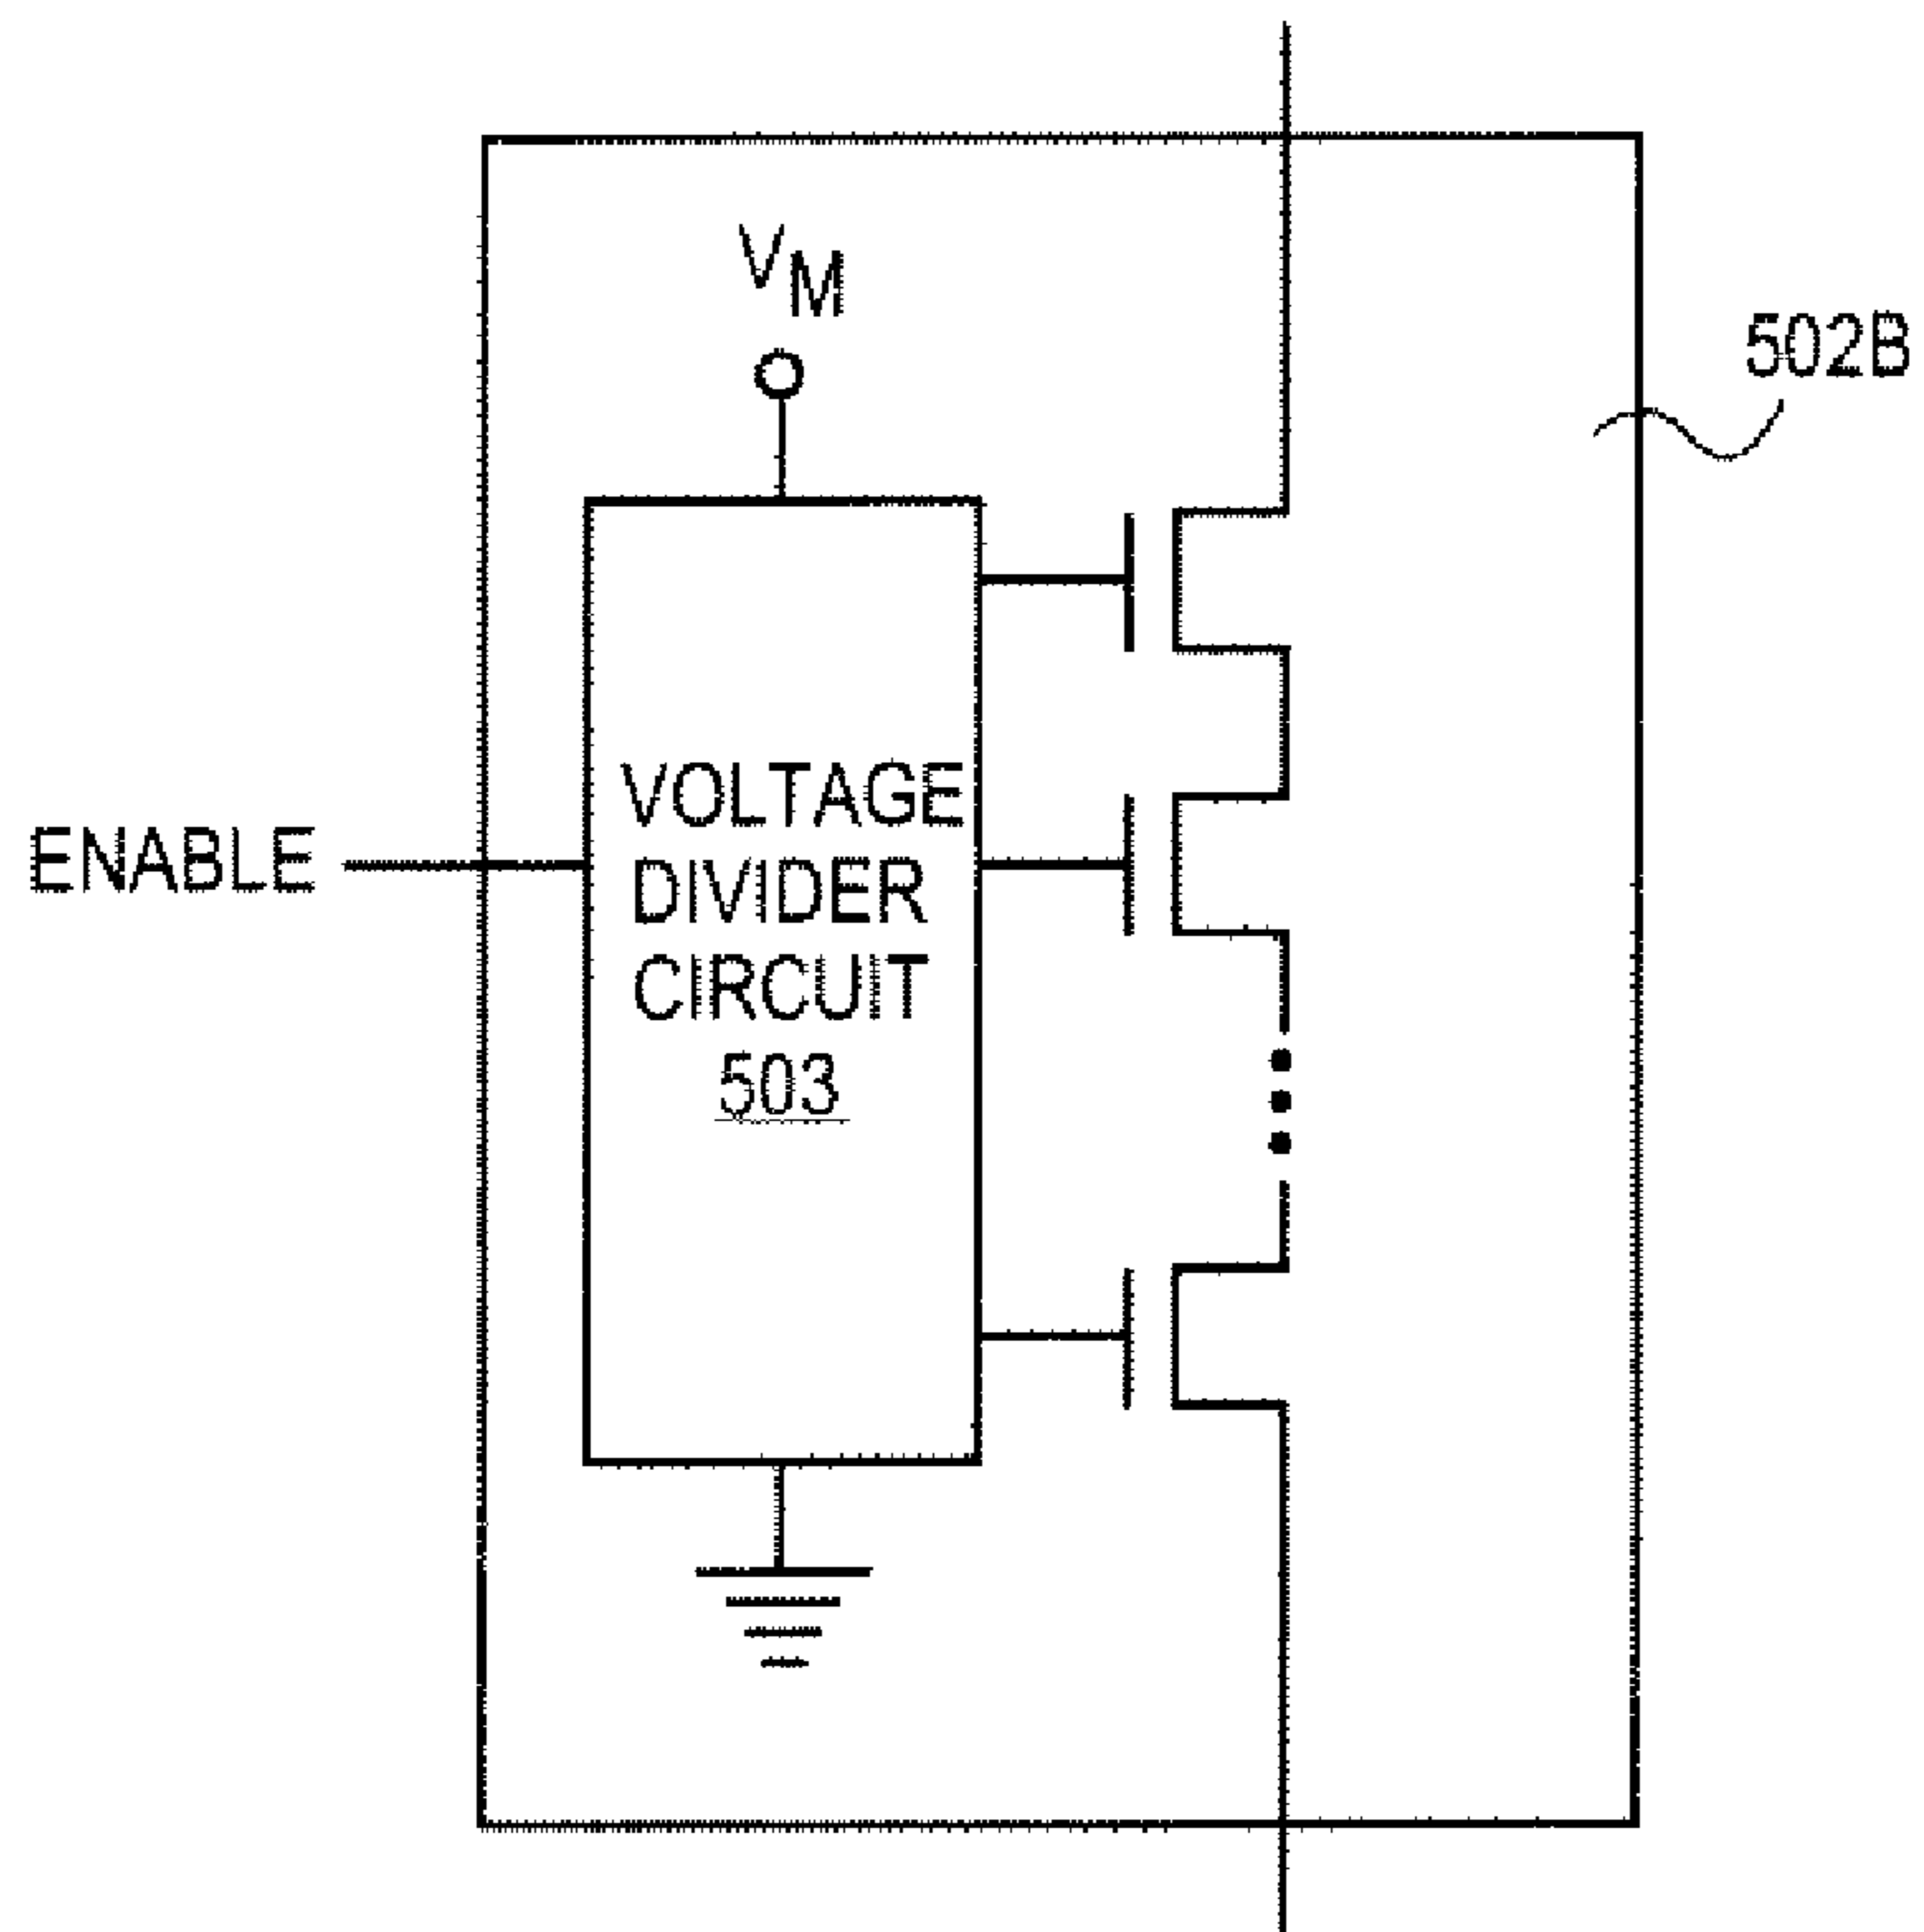 VM
502B
ENABLE
VOLTAGE
DIVIDER
CIRCUIT
503